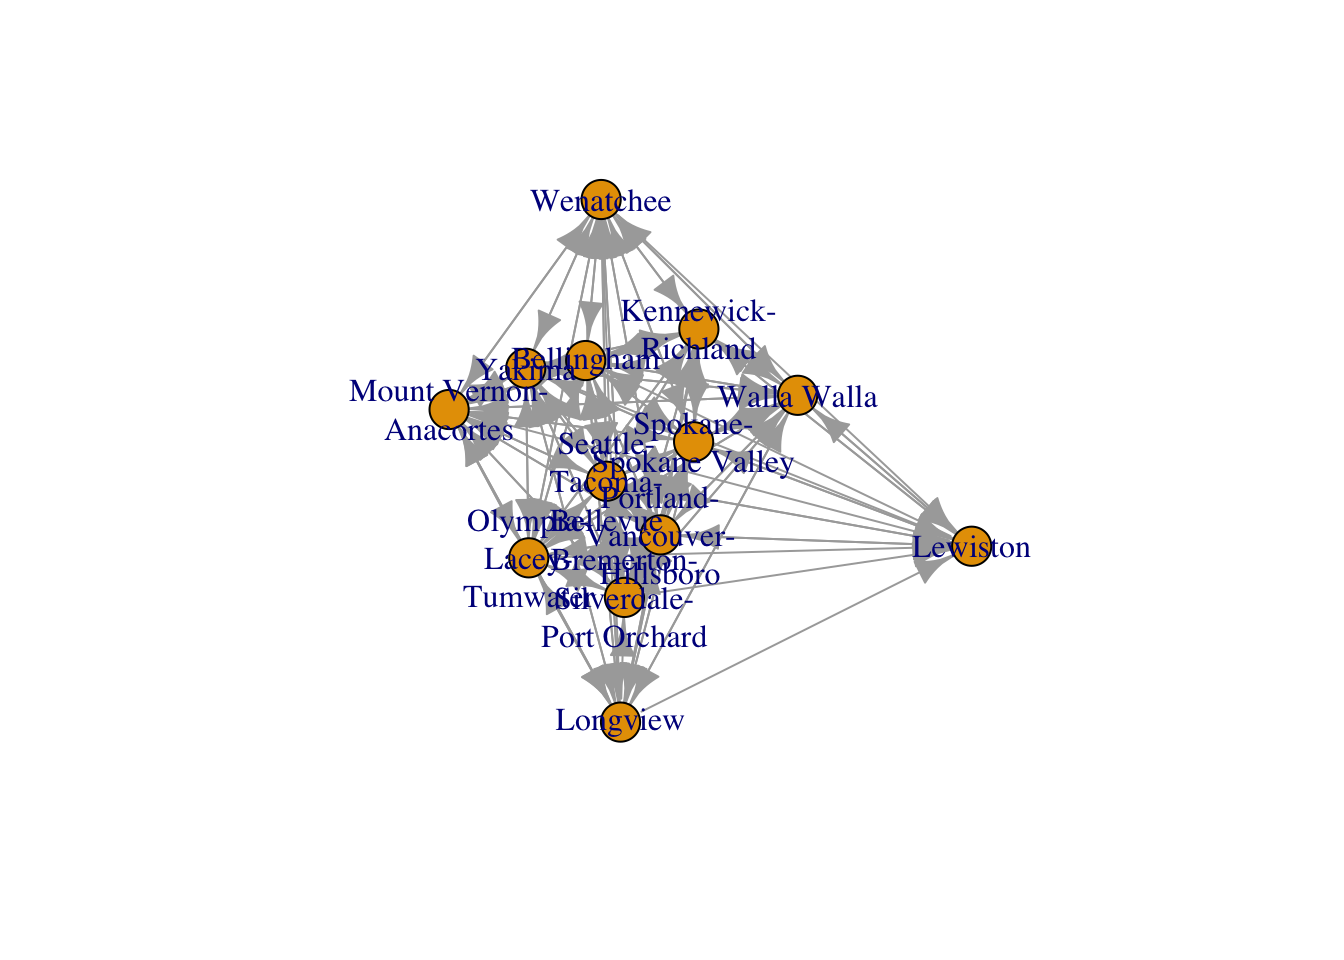 Wenatchee
Kennewick-
Richland
Bellingham
Yakima
Mount Vernon-
Anacortes
Walla Walla
Spokane-
Spokane Valley
Seattle-
Tacoma-
Bellevue
Portland-
Vancouver-
Hillsboro
Olympia-
Lacey-
Tumwater
Bremerton-
Silverdale-
Port Orchard
Lewiston
Longview